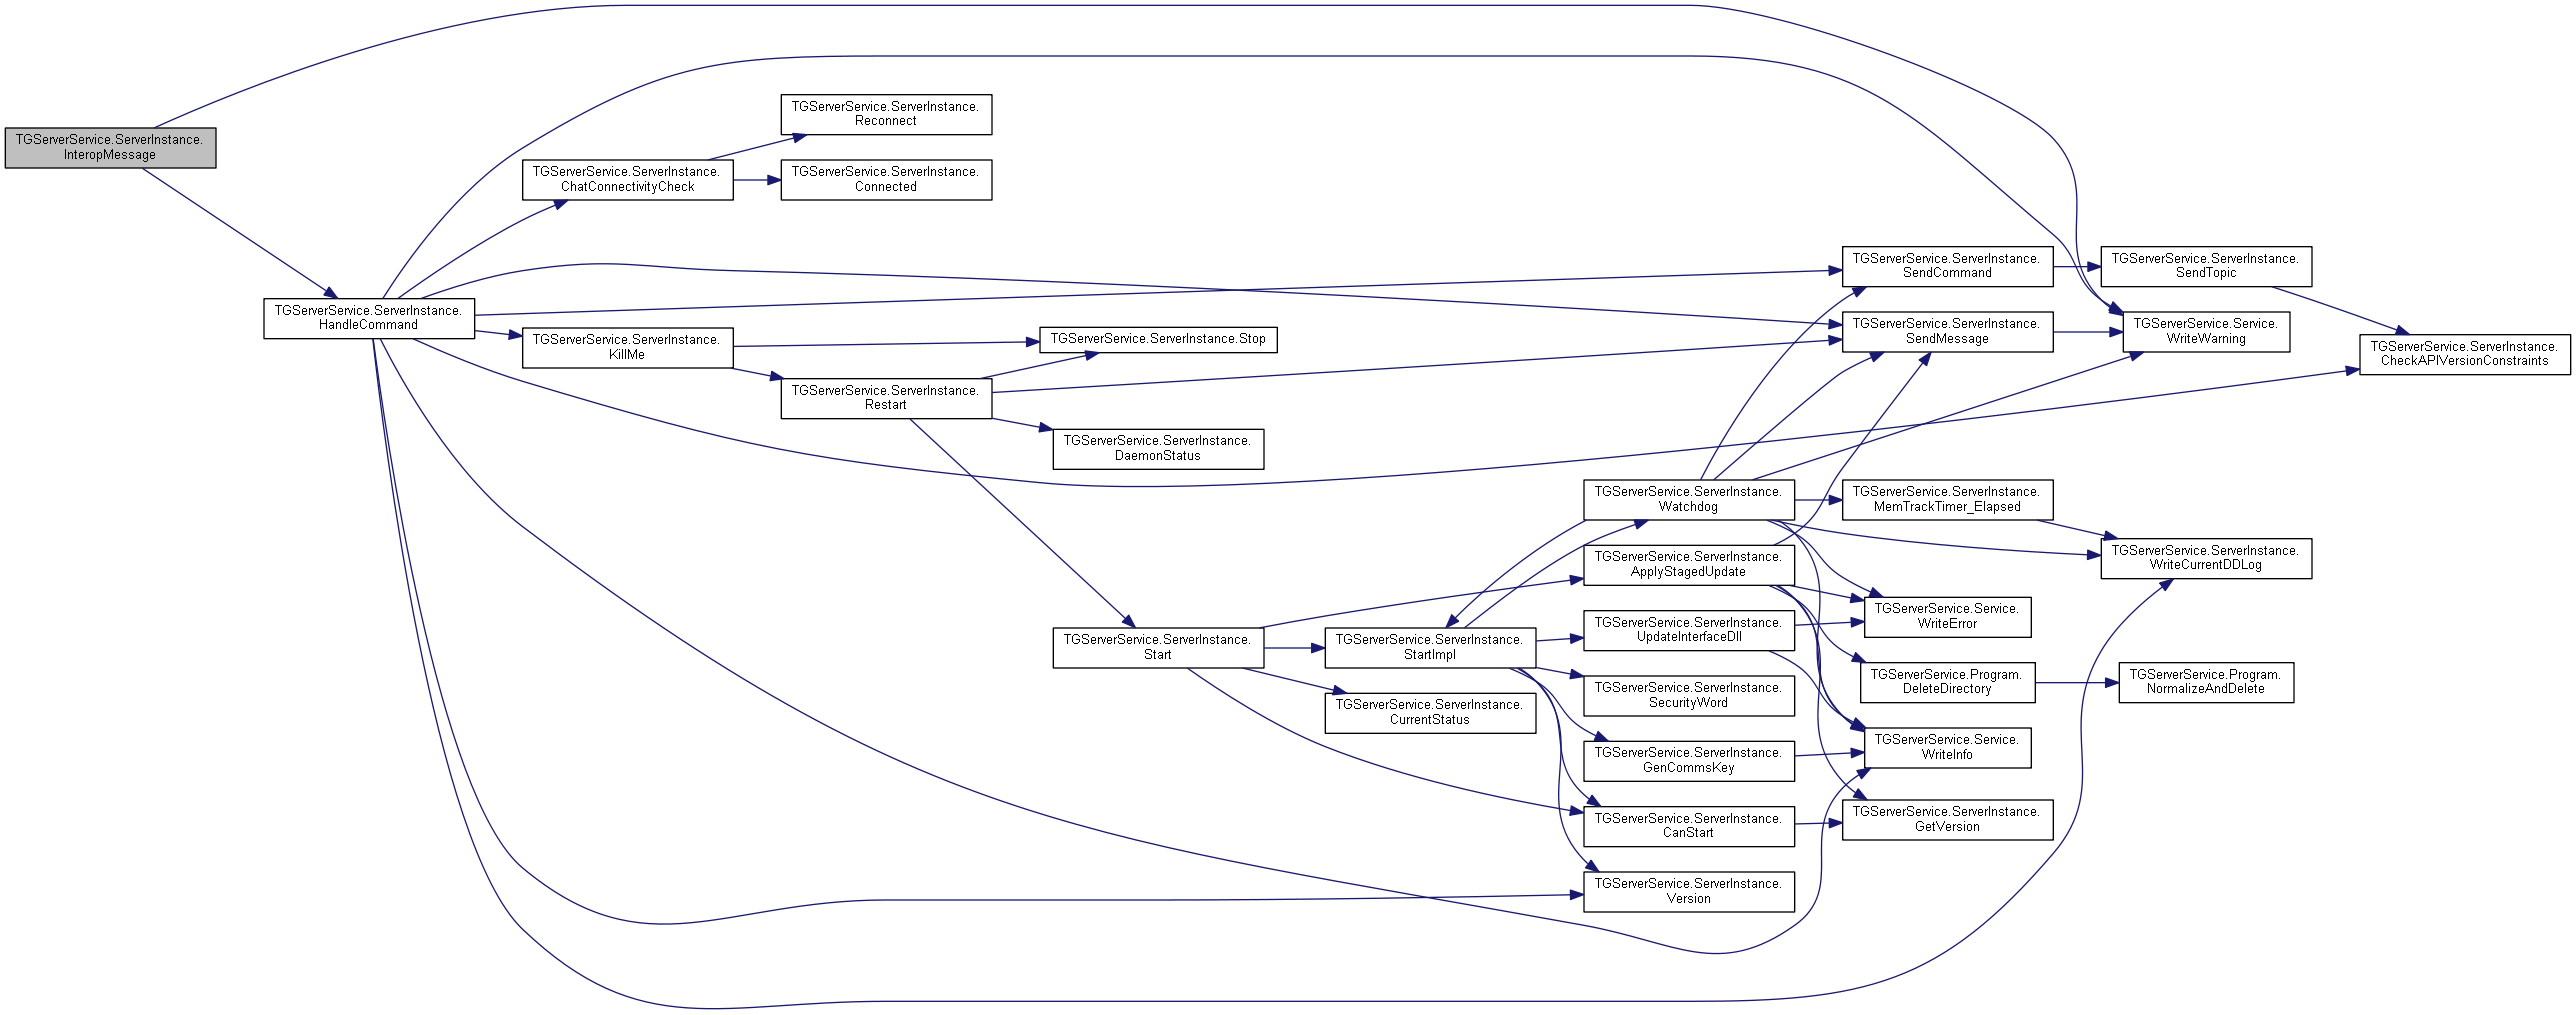 TGServerService.ServerInstance.
InteropMessage
TGServerService.ServerInstance.
HandleCommand
TGServerService.ServerInstance.
ChatConnectivityCheck
TGServerService.ServerInstance.
KillMe
TGServerService.ServerInstance.
Reconnect
TGServerService.ServerInstance.
Connected
TGServerService.ServerInstance.
Restart
TGServerService.ServerInstance.Stop
TGServerService.ServerInstance.
DaemonStatus
TGServerService.ServerInstance.
Start
TGServerService.ServerInstance.
StartImpl
TGServerService.ServerInstance.
CurrentStatus
TGServerService.ServerInstance.
Watchdog
TGServerService.ServerInstance.
ApplyStagedUpdate
TGServerService.ServerInstance.
UpdateInterfaceDll
TGServerService.ServerInstance.
SecurityWord
TGServerService.ServerInstance.
GenCommsKey
TGServerService.ServerInstance.
CanStart
TGServerService.ServerInstance.
Version
TGServerService.ServerInstance.
SendCommand
TGServerService.ServerInstance.
SendMessage
TGServerService.ServerInstance.
MemTrackTimer_Elapsed
TGServerService.Service.
WriteError
TGServerService.Program.
DeleteDirectory
TGServerService.Service.
WriteInfo
TGServerService.ServerInstance.
GetVersion
TGServerService.ServerInstance.
SendTopic
TGServerService.Service.
WriteWarning
TGServerService.ServerInstance.
WriteCurrentDDLog
TGServerService.Program.
NormalizeAndDelete
TGServerService.ServerInstance.
CheckAPIVersionConstraints